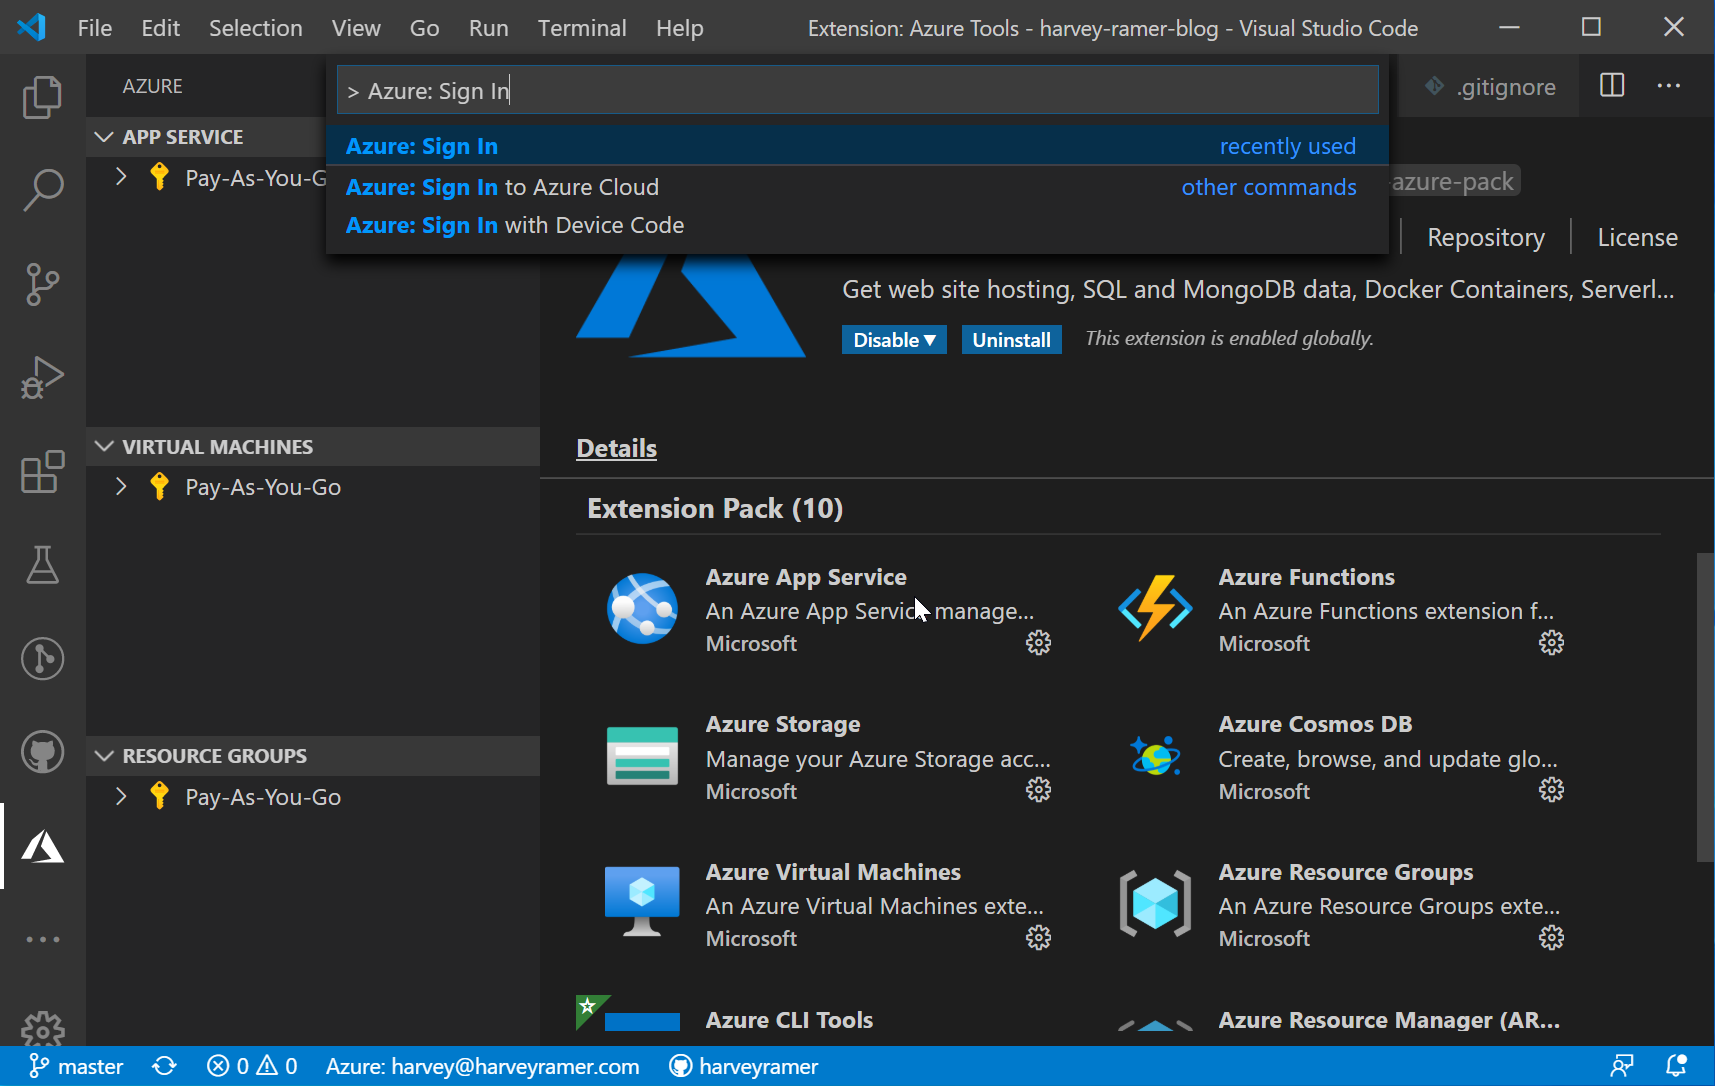 File Edit Selection View Go Run Terminal Help Extension: Azure Tools - harvey-ramer-blog - Visual Studio Code
AZURE
> Azure: Sign In
.gitignore
Azure: Sign In recently used
Azure: Sign In to Azure Cloud other commands
Azure: Sign In with Device Code
APP SERVICE
Pay-As-You-G
VIRTUAL MACHINES
Pay-As-You-Go
RESOURCE GROUPS
Pay-As-You-Go
-azure-pack
Repository License
Get web site hosting, SQL and MongoDB data, Docker Containers, Serverl...
Disable Uninstall This extension is enabled globally.
Details
Extension Pack (10)
Azure App Service
An Azure App Service manage...
Microsoft
Azure Functions
An Azure Functions extension f...
Microsoft
Azure Storage
Manage your Azure Storage acc...
Microsoft
Azure Cosmos DB
Create, browse, and update glo...
Microsoft
Azure Virtual Machines
An Azure Virtual Machines exte...
Microsoft
Azure Resource Groups
An Azure Resource Groups exte...
Microsoft
Azure CLI Tools
Azure Resource Manager (AR...
master 0 0 Azure: harvey@harveyramer.com harveyramer